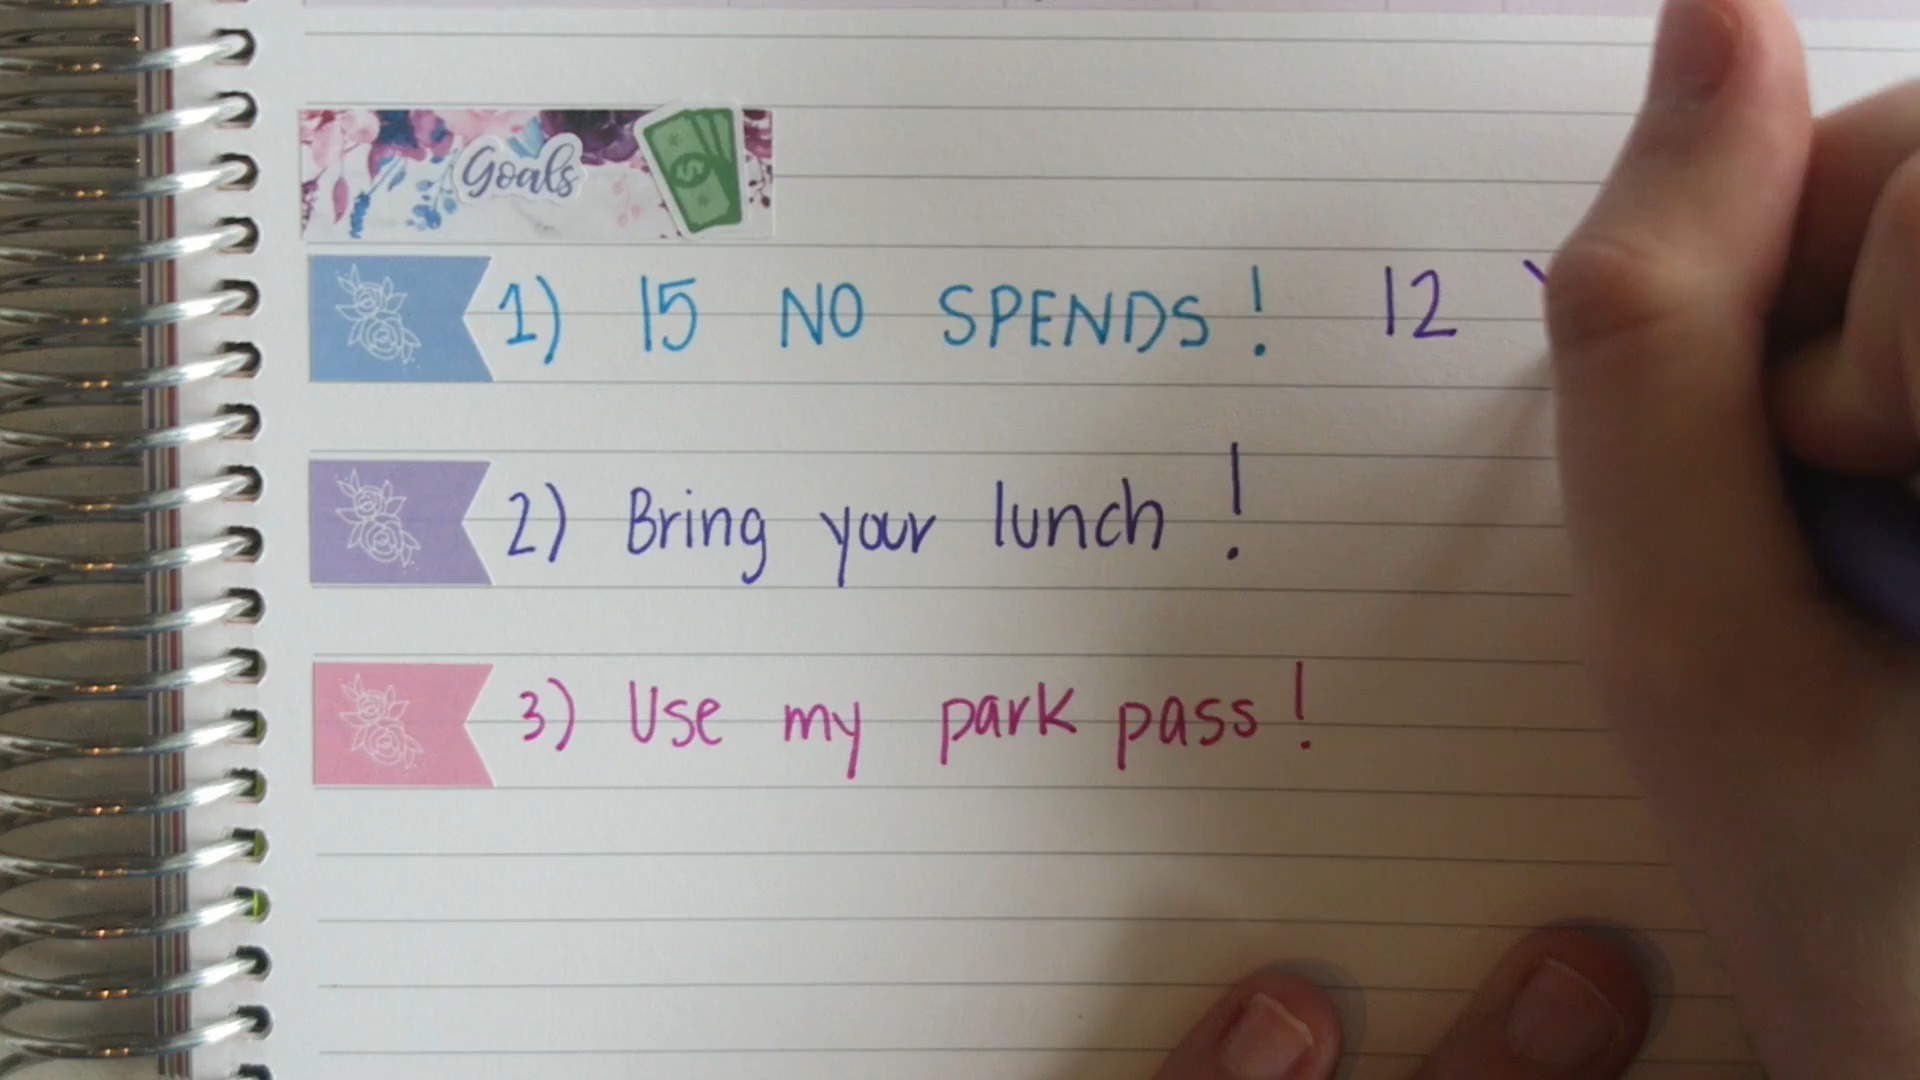 Goals
1) 15 NO SPENDS! 12
2) Bring your lunch!
3) Use my park pass!